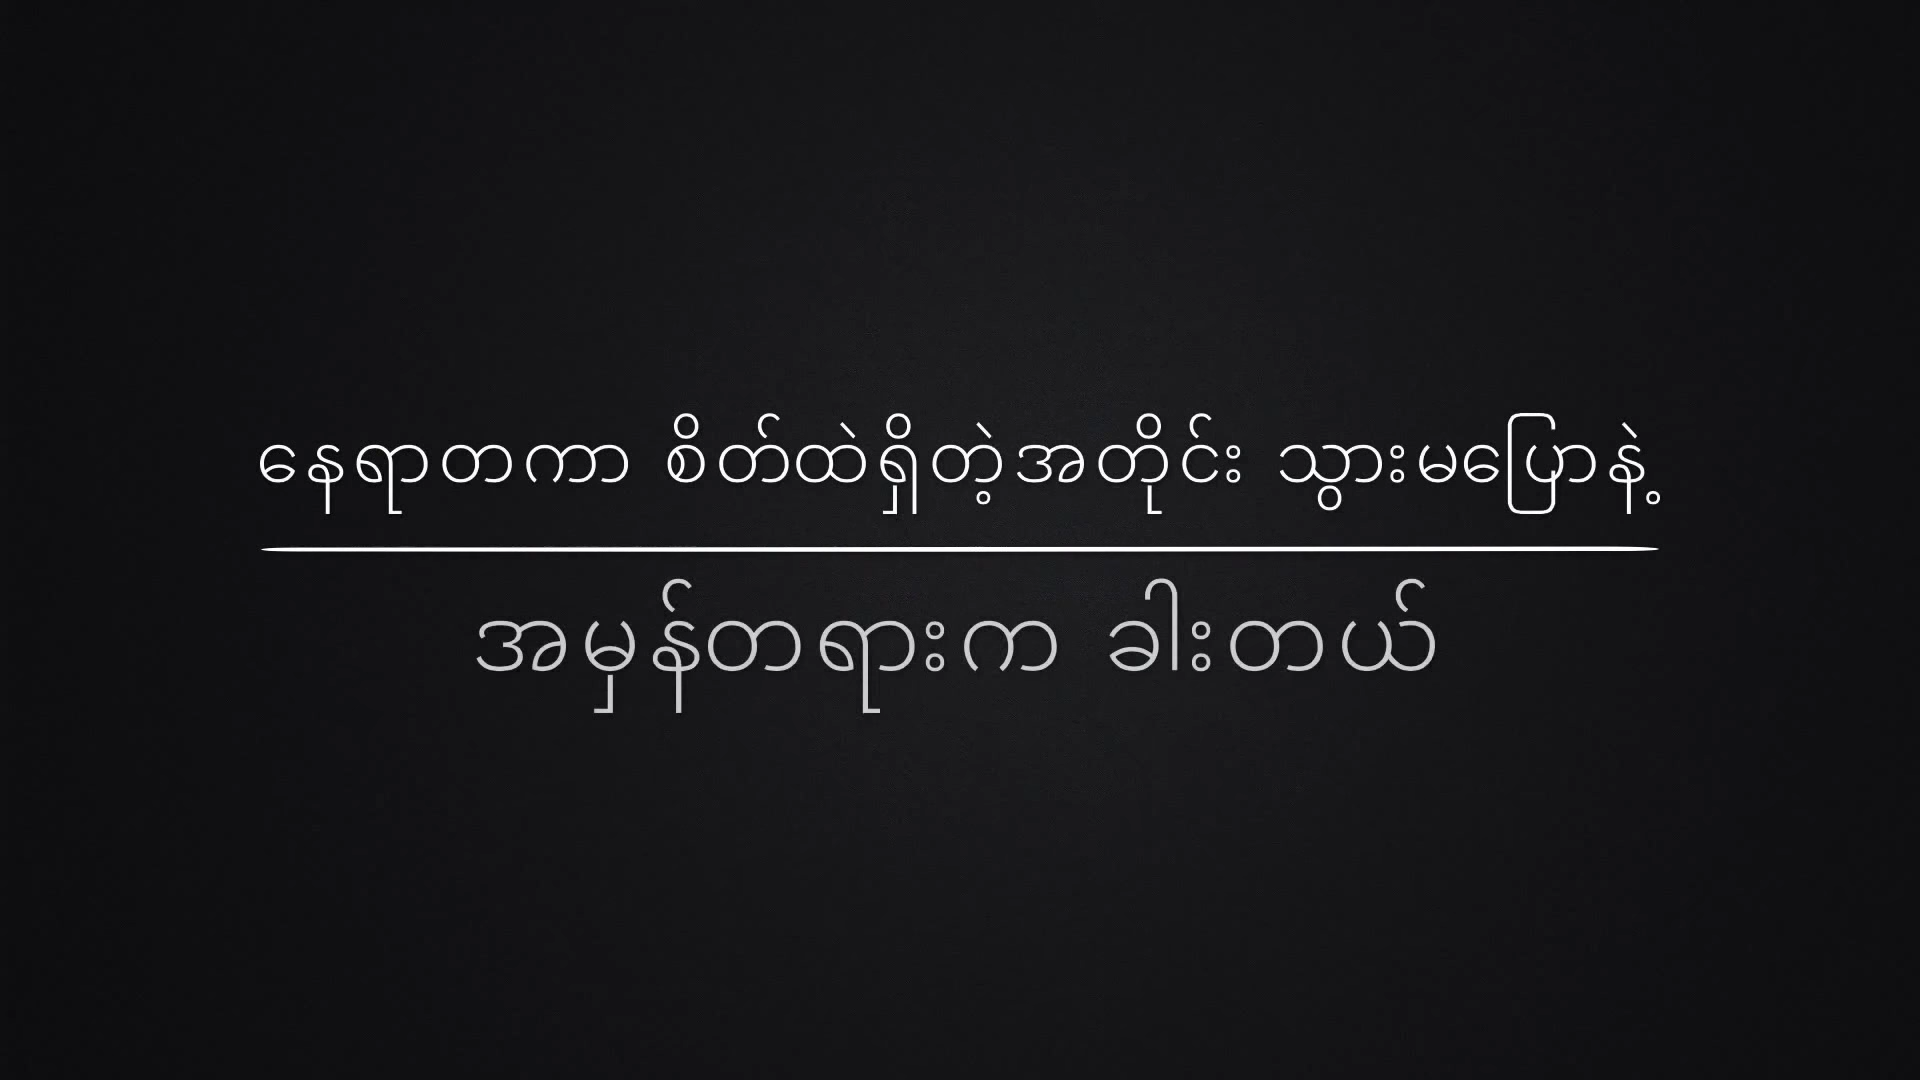 နေရာတကာ စိတ်ထဲရှိတဲ့အတိုင်း သွားမပြောနဲ့
အမှန်တရားက ခါးတယ်